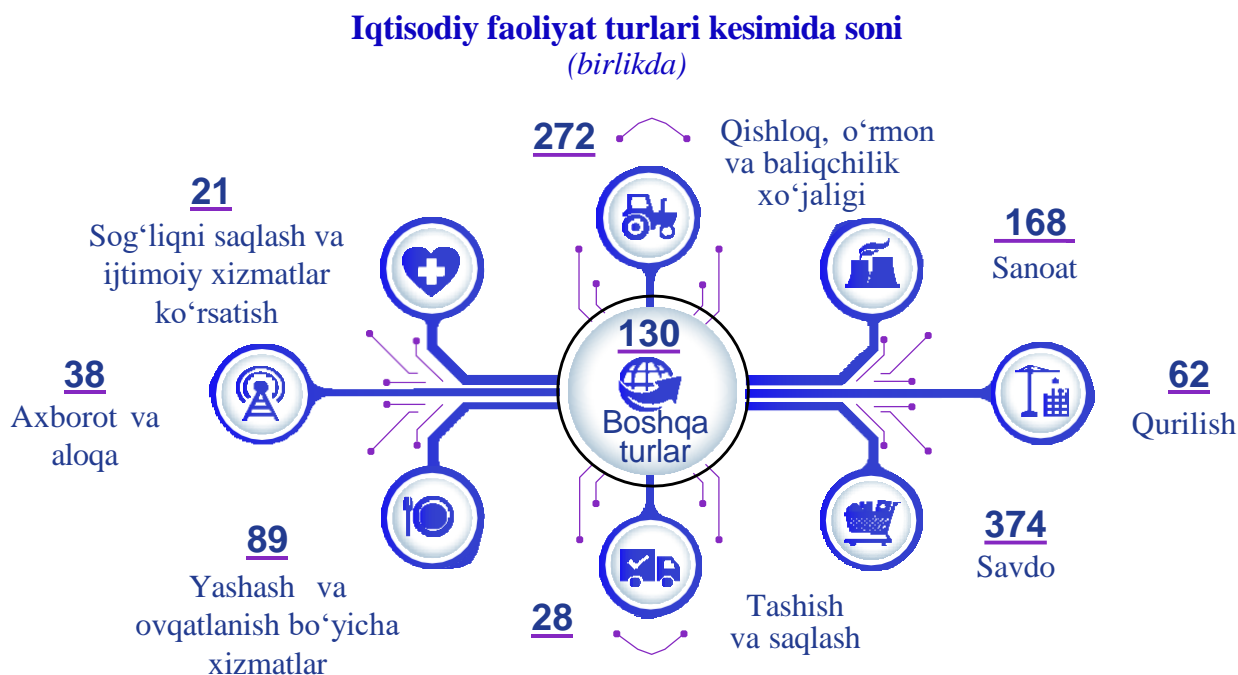 Iqtisodiy faoliyat turlari kesimida soni
(birlikda)
272
Qishloq, o‘rmon
va baliqchilik
xo‘jaligi
21
Sog‘liqni saqlash va
ijtimoiy xizmatlar
ko‘rsatish
168
Sanoat
130
Boshqa
turlar
38
Axborot va
aloqa
62
Qurilish
89
Yashash va
ovqatlanish bo‘yicha
xizmatlar
374
Savdo
28
Tashish
va saqlash